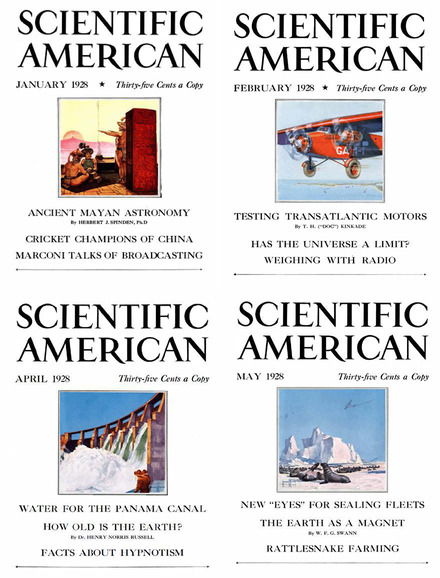 SCIENTIFIC
AMERICAN
JANUARY 1928 ★ Thirty-five Cents a Copy
ANCIENT MAYAN ASTRONOMY
By HERBERT J. SPINDEN, Ph.D
CRICKET CHAMPIONS OF CHINA
MARCONI TALKS OF BROADCASTING
SCIENTIFIC
AMERICAN
FEBRUARY 1928 ★ Thirty-five Cents a Copy
GA
TESTING TRANSATLANTIC MOTORS
By T. H. ("DOC") KINKADE
HAS THE UNIVERSE A LIMIT?
WEIGHING WITH RADIO
SCIENTIFIC
AMERICAN
APRIL 1928 Thirty-five Cents a Copy
WATER FOR THE PANAMA CANAL
HOW OLD IS THE EARTH?
By Dr. HENRY NORRIS RUSSELL
FACTS ABOUT HYPNOTISM
SCIENTIFIC
AMERICAN
MAY 1928 Thirty-five Cents a Copy
NEW "EYES" FOR SEALING FLEETS
THE EARTH AS A MAGNET
By W. F. G. SWANN
RATTLESNAKE FARMING